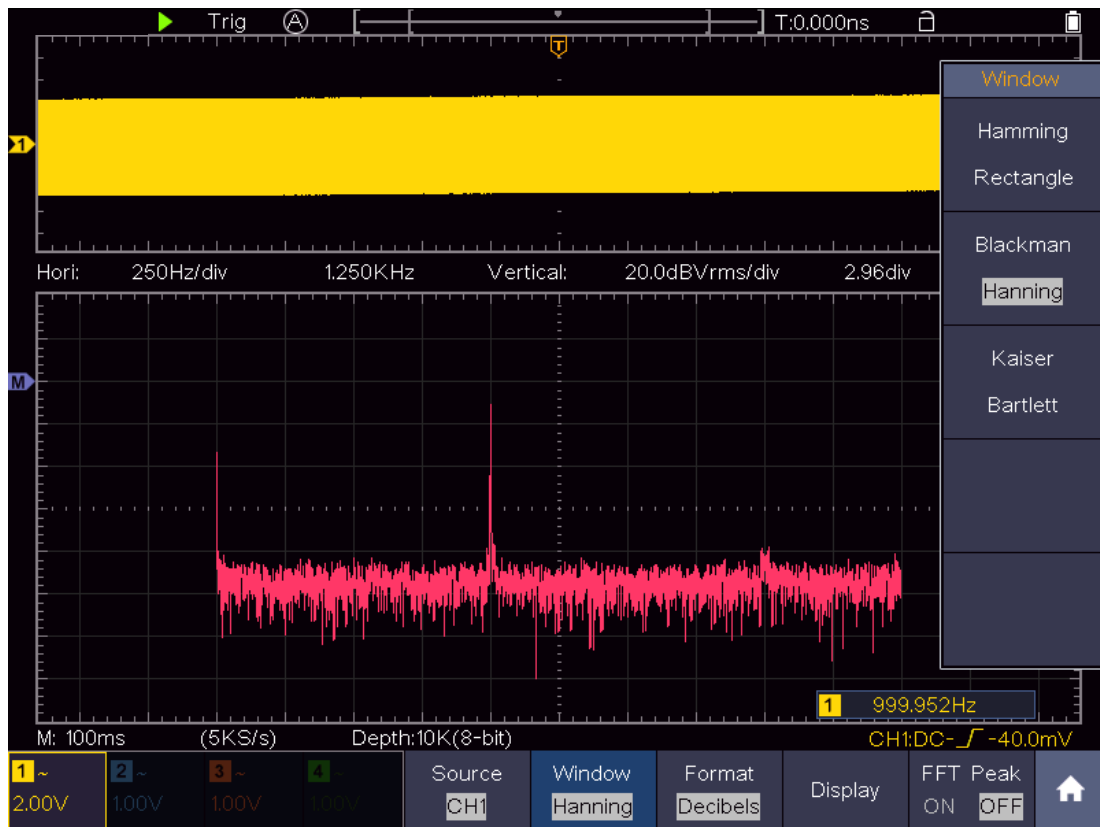 Trig A T:0.000ns
T
Window
Hamming
1
Rectangle
Blackman
Hori: 250Hz/div 1.250KHz Vertical: 20.0dBVrms/div 2.96div
Hanning
Kaiser
M
Bartlett
1 999.952Hz
M: 100ms (5KS/s) Depth:10K(8-bit) CH1:DC- -40.0mV
1 ~ 2 ~ 3 ~ 4 ~ Source Window Format Display FFT Peak
2.00V 1.00V 1.00V 1.00V CH1 Hanning Decibels ON OFF